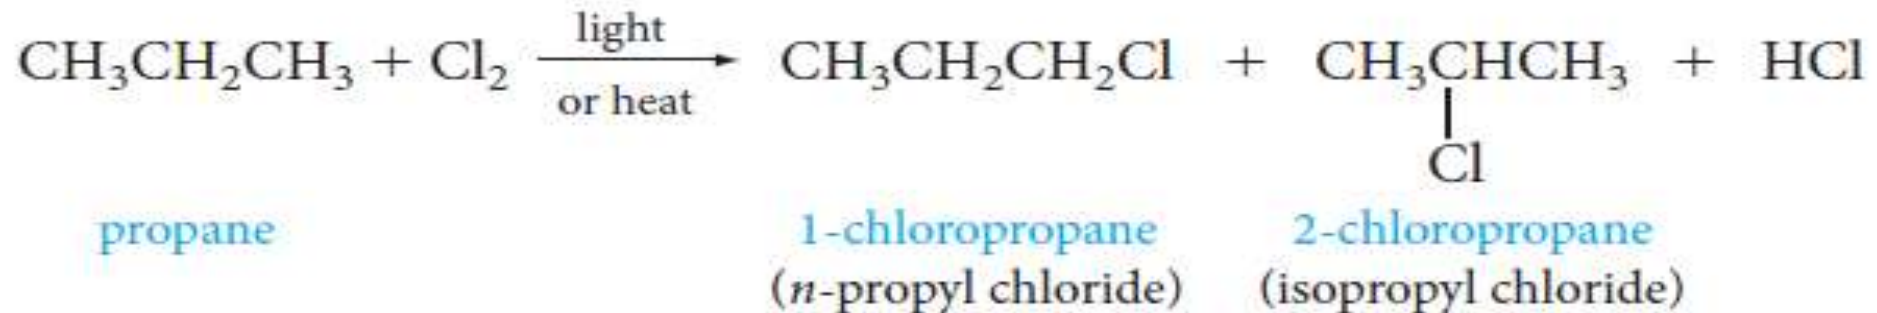 light
CH₃CH₂CH₃ + Cl₂ → CH₃CH₂CH₂Cl + CH₃CHCH₃ + HCl
or heat
Cl
propane 1-chloropropane 2-chloropropane
(n-propyl chloride) (isopropyl chloride)